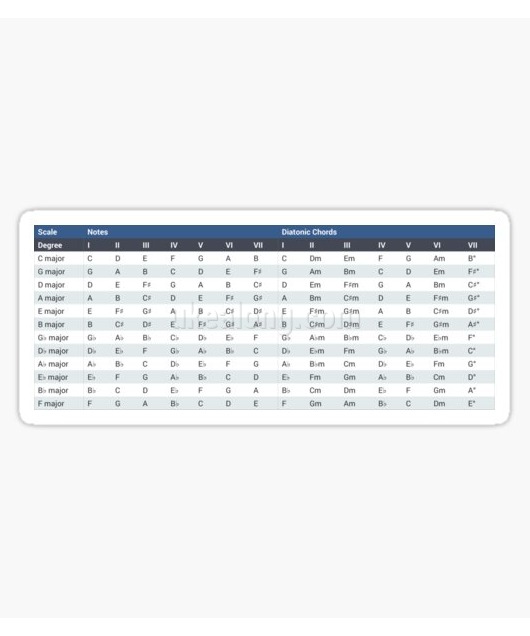 Scale Notes Diatonic Chords
Degree I II III IV V VI VII I II III IV V VI VII
C major C D E F G A B C Dm Em F G Am B°
G major G A B C D E F♯ G Am Bm C D Em F♯°
D major D E F♯ G A B C♯ D Em F♯m G A Bm C♯°
A major A B C♯ D E F♯ G♯ A Bm C♯m D E F♯m G♯°
E major E F♯ G♯ A B C♯ D♯ E F♯m G♯m A B C♯m D♯°
B major B C♯ D♯ E F♯ G♯ A♯ B C♯m D♯m E F♯ G♯m A♯°
G♭ major G♭ A♭ B♭ C♭ D♭ E♭ F G♭ A♭m B♭m C♭ D♭ E♭m F°
D♭ major D♭ E♭ F G♭ A♭ B♭ C D♭ E♭m Fm G♭ A♭ B♭m C°
A♭ major A♭ B♭ C D♭ E♭ F G A♭ B♭m Cm D♭ E♭ Fm G°
E♭ major E♭ F G A♭ B♭ C D E♭ Fm Gm A♭ B♭ Cm D°
B♭ major B♭ C D E♭ F G A B♭ Cm Dm E♭ F Gm A°
F major F G A B♭ C D E F Gm Am B♭ C Dm E°
ukealong.com